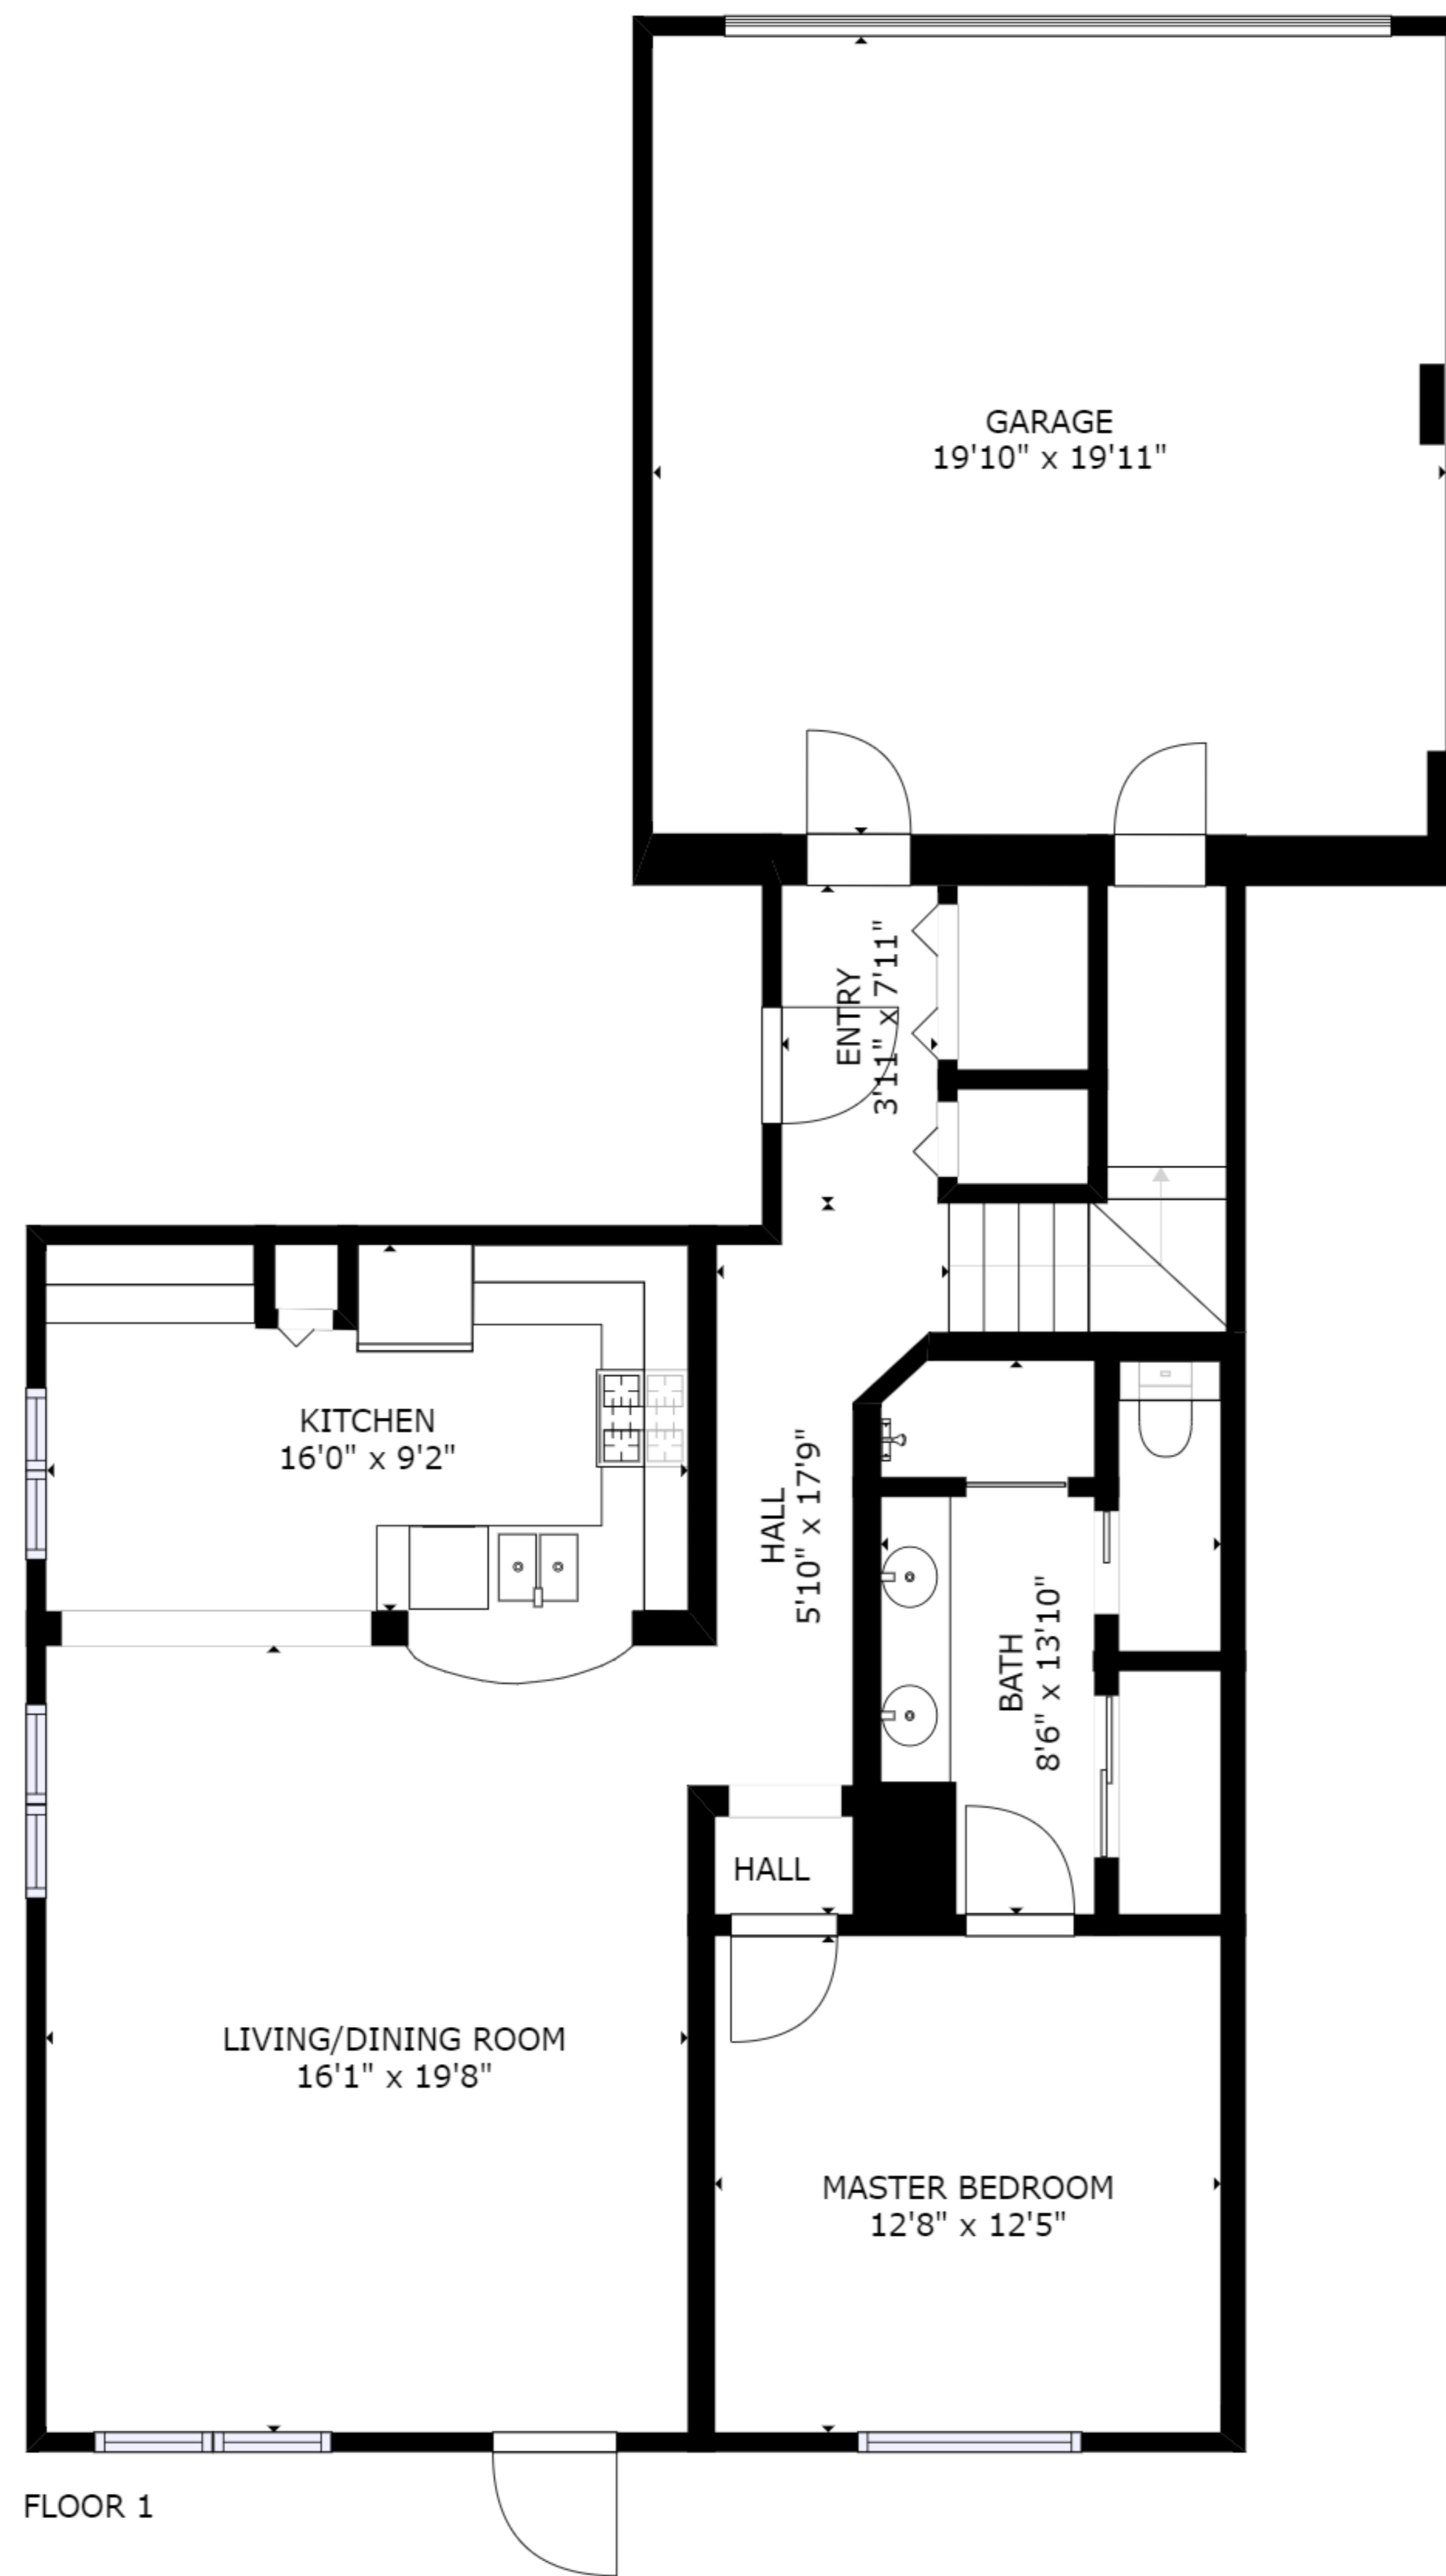 GARAGE
19'10" x 19'11"
ENTRY
3'11" x 7'11"
KITCHEN
16'0" x 9'2"
HALL
5'10" x 17'9"
BATH
8'6" x 13'10"
HALL
LIVING/DINING ROOM
16'1" x 19'8"
MASTER BEDROOM
12'8" x 12'5"
FLOOR 1